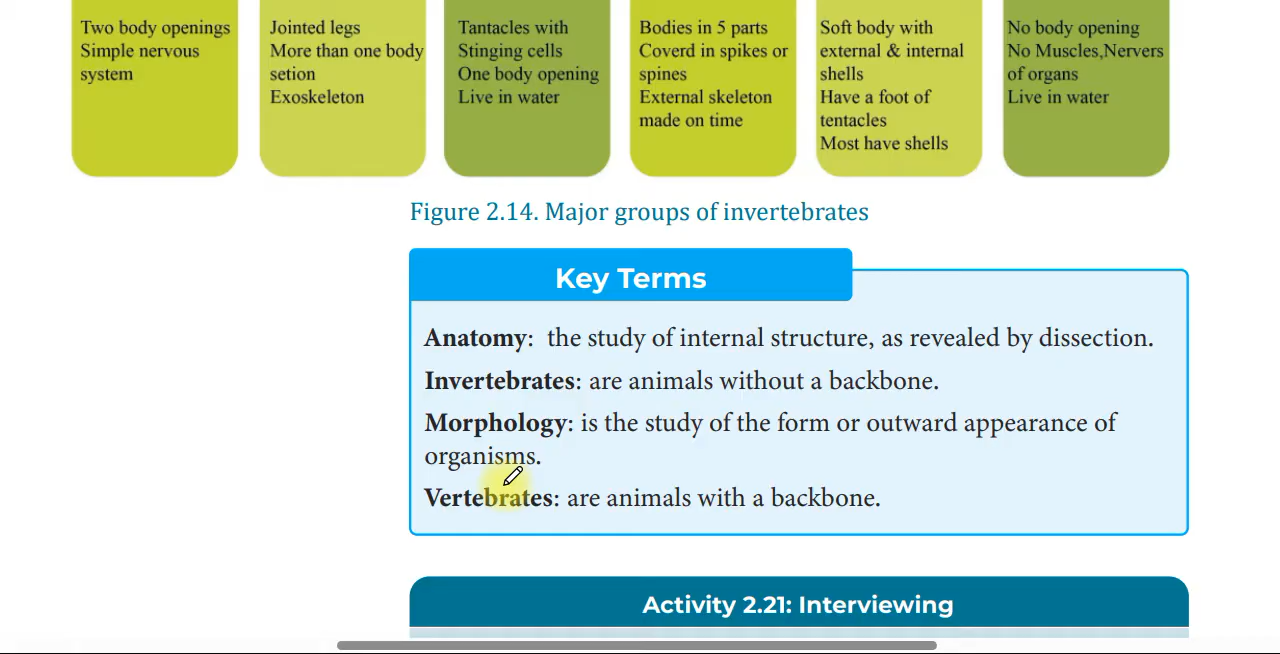 Two body openings
Simple nervous
system
Jointed legs
More than one body
setion
Exoskeleton
Tantacles with
Stinging cells
One body opening
Live in water
Bodies in 5 parts
Coverd in spikes or
spines
External skeleton
made on time
Soft body with
external & internal
shells
Have a foot of
tentacles
Most have shells
No body opening
No Muscles,Nervers
of organs
Live in water
Figure 2.14. Major groups of invertebrates
Key Terms
Anatomy: the study of internal structure, as revealed by dissection.
Invertebrates: are animals without a backbone.
Morphology: is the study of the form or outward appearance of
organisms.
Vertebrates: are animals with a backbone.
Activity 2.21: Interviewing